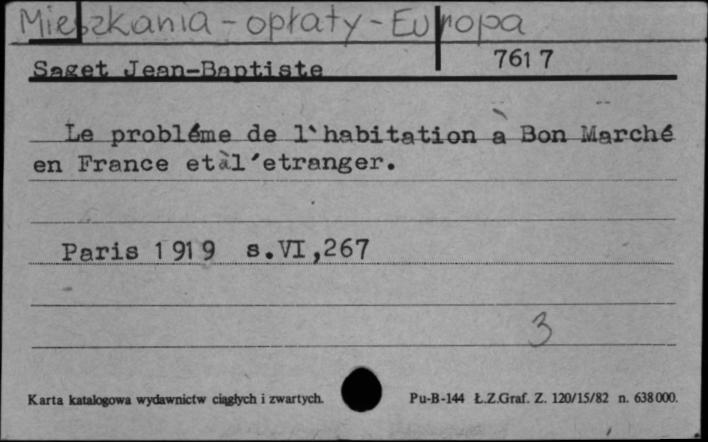 Mieszkania - opłaty - Europa
7617
Saget Jean-Baptiste
Le probléme de l`habitation à Bon Marché
en France et à l'etranger.
Paris 1919 s.VI,267
3
Karta katalogowa wydawnictw ciągłych i zwartych. Pu-B-144 Ł.Z.Graf. Z. 120/15/82 n. 638000.